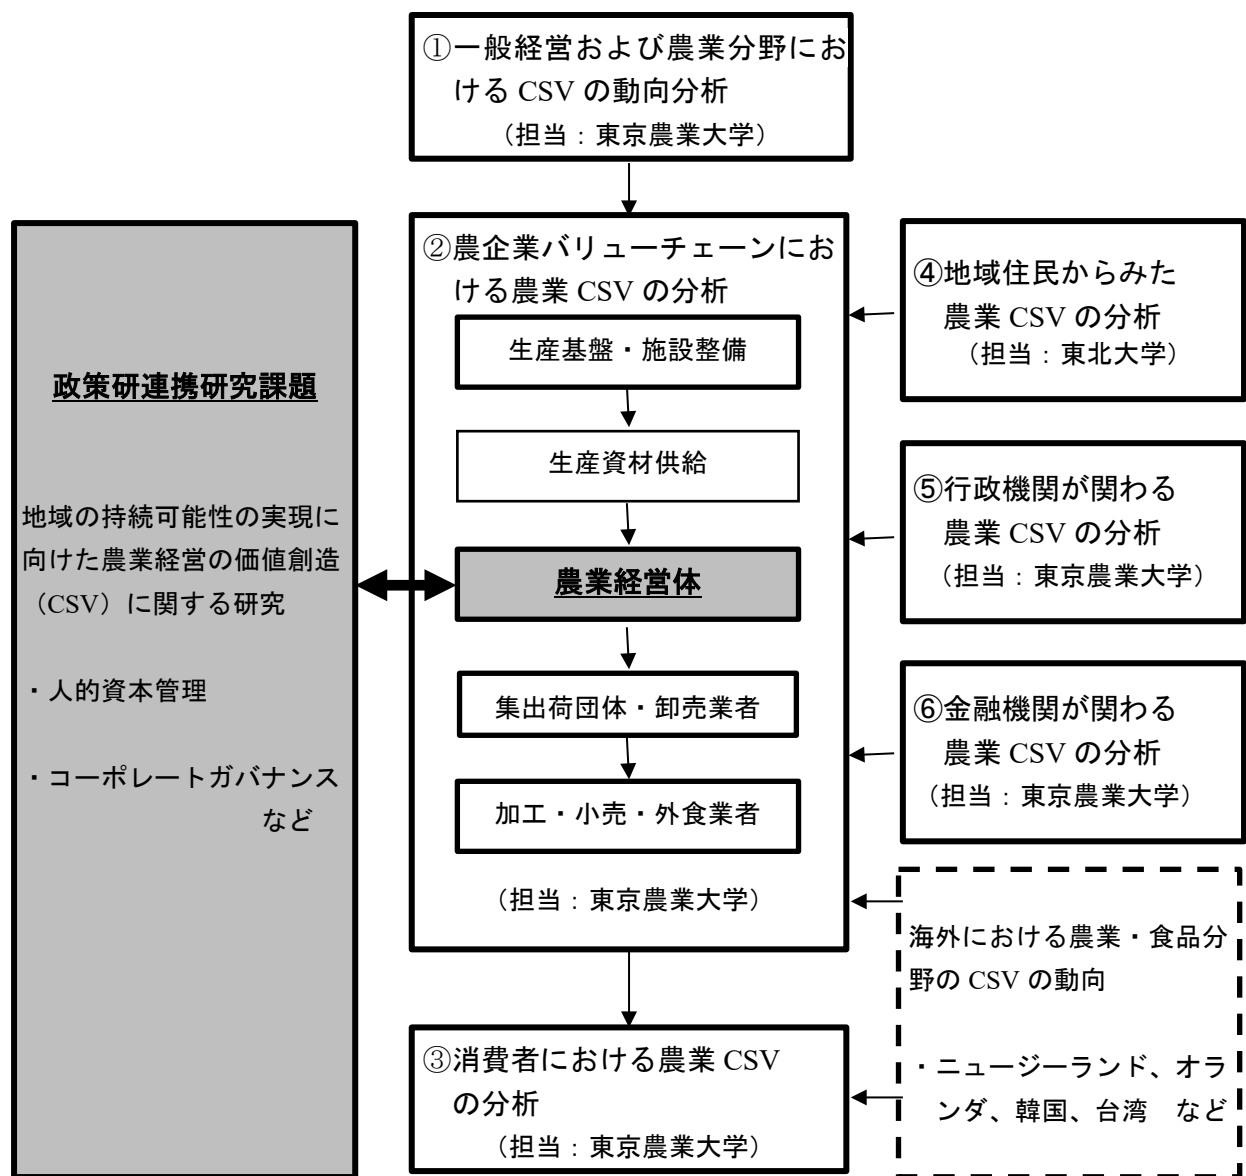 ①一般経営および農業分野にお
ける CSV の動向分析
（担当：東京農業大学）
政策研連携研究課題
地域の持続可能性の実現に
向けた農業経営の価値創造
（CSV）に関する研究
・人的資本管理
・コーポレートガバナンス
など
②農企業バリューチェーンにお
ける農業 CSV の分析
生産基盤・施設整備
生産資材供給
農業経営体
集出荷団体・卸売業者
加工・小売・外食業者
（担当：東京農業大学）
③消費者における農業 CSV
の分析
（担当：東京農業大学）
④地域住民からみた
農業 CSV の分析
（担当：東北大学）
⑤行政機関が関わる
農業 CSV の分析
（担当：東京農業大学）
⑥金融機関が関わる
農業 CSV の分析
（担当：東京農業大学）
海外における農業・食品分
野の CSV の動向
・ニュージーランド、オラ
ンダ、韓国、台湾　など